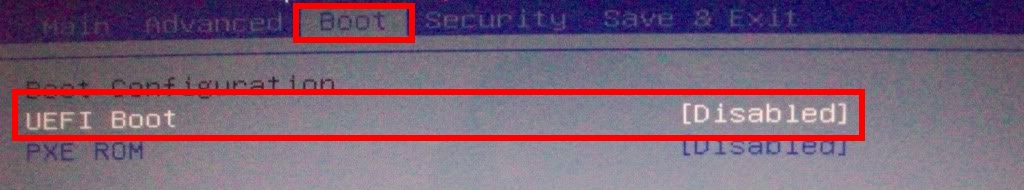 Main Advanced Boot Security Save & Exit
Boot Configuration
UEFI Boot [Disabled]
PXE ROM [Disabled]